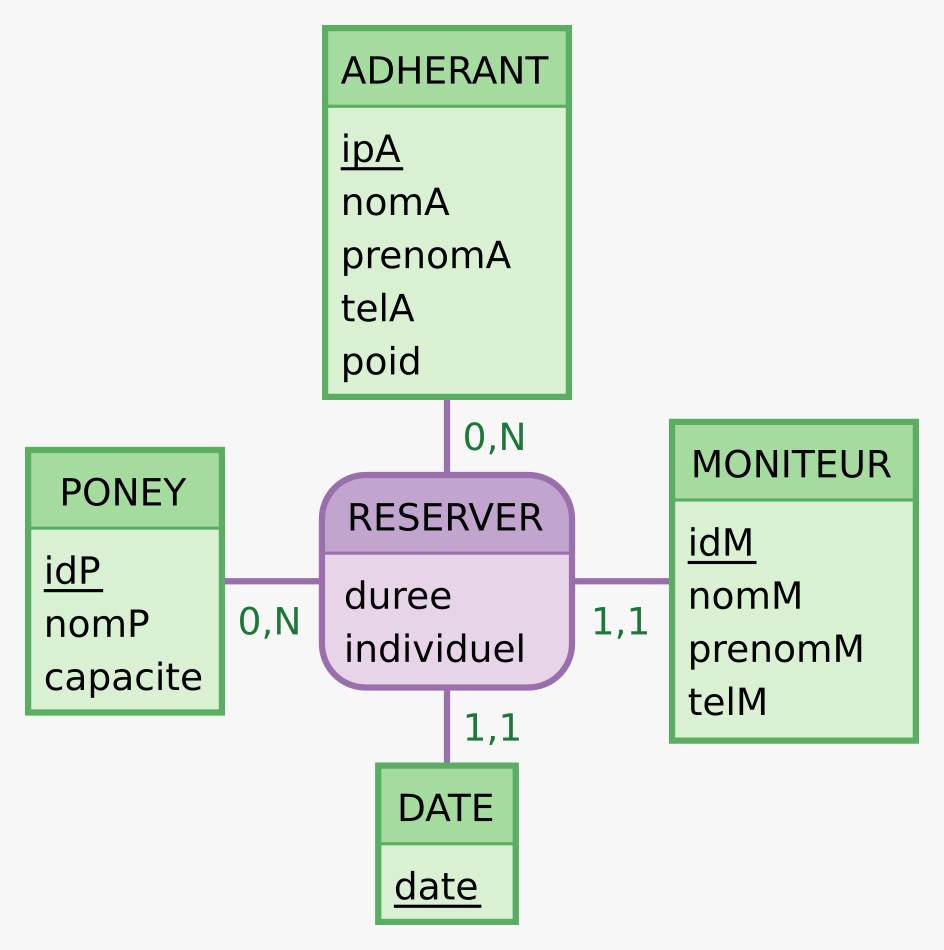 ADHERANT
ipA
nomA
prenomA
telA
poid
0,N
PONEY
idP
nomP
capacite
0,N
RESERVER
duree
individuel
1,1
MONITEUR
idM
nomM
prenomM
telM
1,1
DATE
date